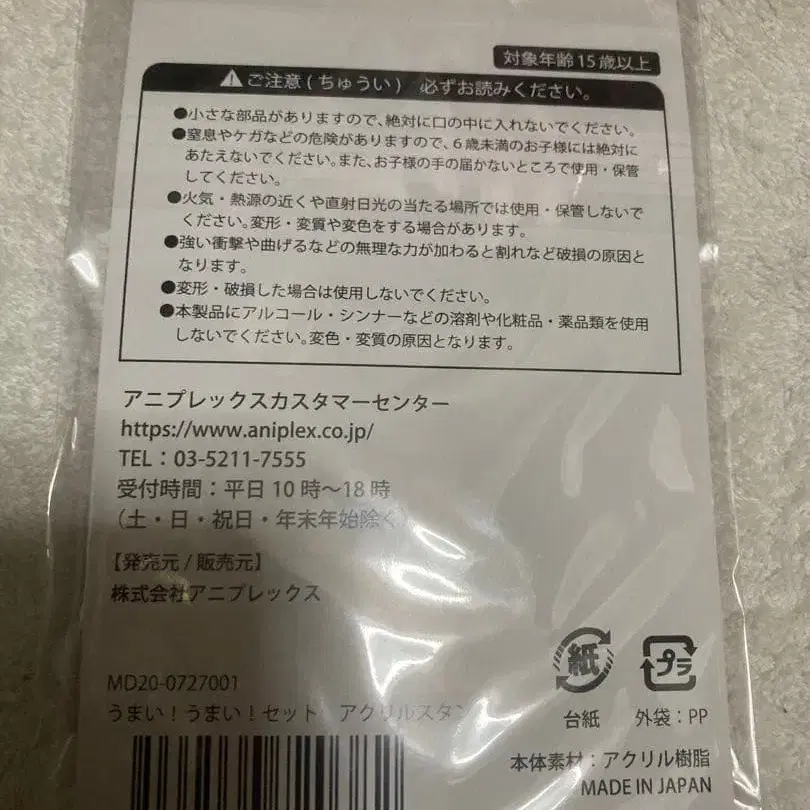 対象年齢15歳以上
ご注意(ちゅうい) 必ずお読みください。
●小さな部品がありますので、絶対に口の中に入れないでください。
●窒息やケガなどの危険がありますので、6歳未満のお子様には絶対に
あたえないでください。また、お子様の手の届かないところで使用・保管
してください。
●火気・熱源の近くや直射日光の当たる場所では使用・保管しないで
ください。変形・変質や変色をする場合があります。
●強い衝撃や曲げるなどの無理な力が加わると割れなど破損の原因と
なります。
●変形・破損した場合は使用しないでください。
●本製品にアルコール・シンナーなどの溶剤や化粧品・薬品類を使用
しないでください。変色・変質の原因となります。
アニプレックスカスタマーセンター
https://www.aniplex.co.jp/
TEL：03-5211-7555
受付時間：平日10時～18時
（土・日・祝日・年末年始除く）
【発売元/販売元】
株式会社アニプレックス
MD20-0727001
うまい！うまい！セット アクリルスタン
紙
プラ
台紙
外袋：PP
本体素材：アクリル樹脂
MADE IN JAPAN